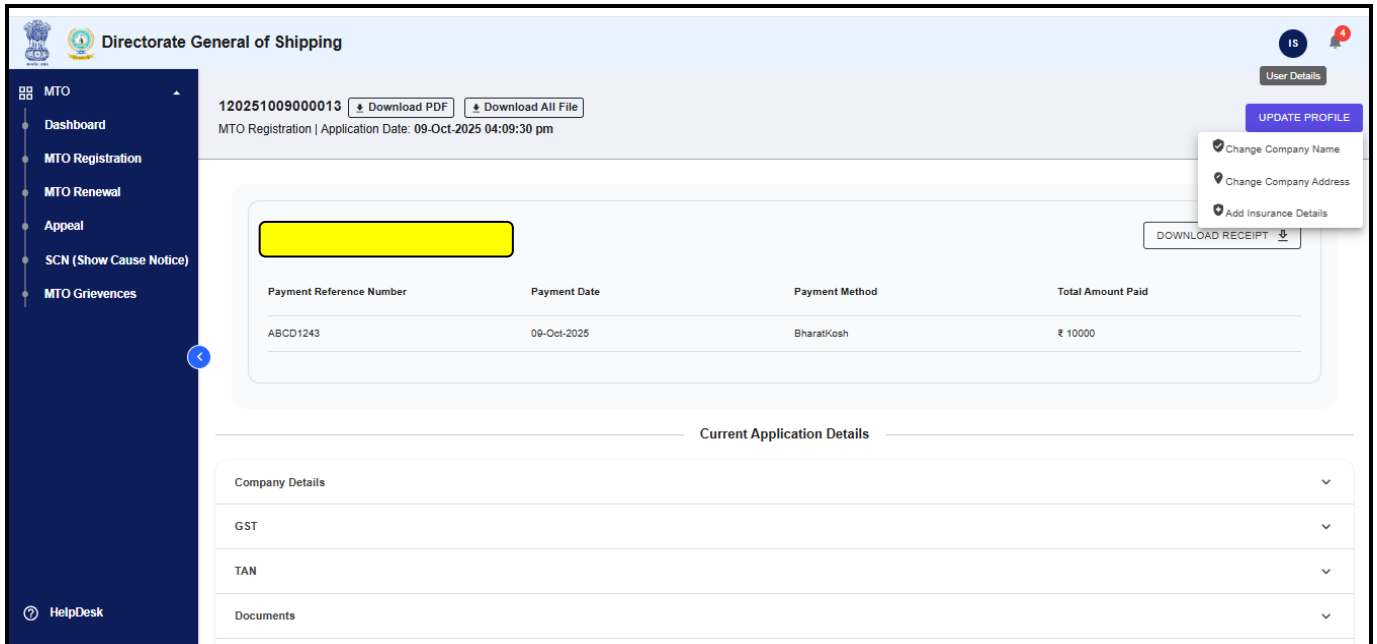 Directorate General of Shipping
IS
4
User Details
MTO
Dashboard
MTO Registration
MTO Renewal
Appeal
SCN (Show Cause Notice)
MTO Grievences
HelpDesk
120251009000013 Download PDF Download All File
MTO Registration | Application Date: 09-Oct-2025 04:09:30 pm
UPDATE PROFILE
Change Company Name
Change Company Address
Add Insurance Details
DOWNLOAD RECEIPT
Payment Reference Number Payment Date Payment Method Total Amount Paid
ABCD1243 09-Oct-2025 BharatKosh ₹ 10000
Current Application Details
Company Details
GST
TAN
Documents